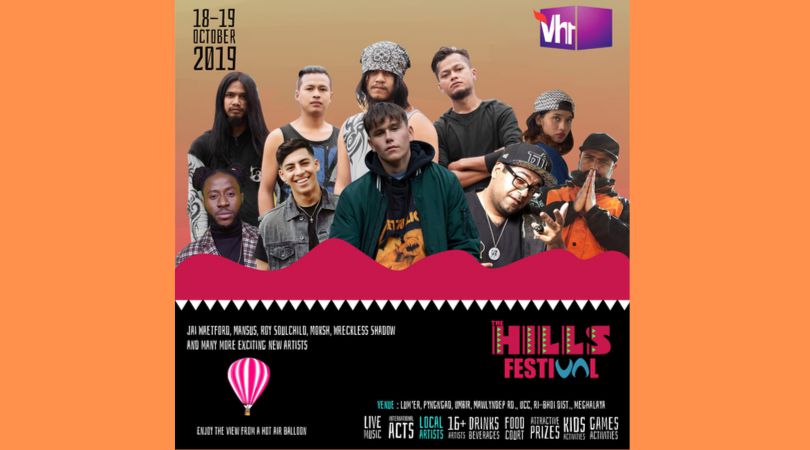 18-19
OCTOBER
2019
Vh1
JAI WAETFORD, MANSUS, ROY SOULCHILD, MOKSH, WRECKLESS SHADOW
AND MANY MORE EXCITING NEW ARTISTS
THE
HILLS
FESTIVAL
ENJOY THE VIEW FROM A HOT AIR BALLOON
VENUE : LUM'ER, PYNGNGAD, UMBIR, MAWLYNDEP RD., UCC, RI-BHOI DIST., MEGHALAYA
LIVE MUSIC
INTERNATIONAL ACTS
LOCAL ARTISTS
16+ ARTISTS
DRINKS BEVERAGES
FOOD COURT
ATTRACTIVE PRIZES
KIDS ACTIVITIES
GAMES ACTIVITIES